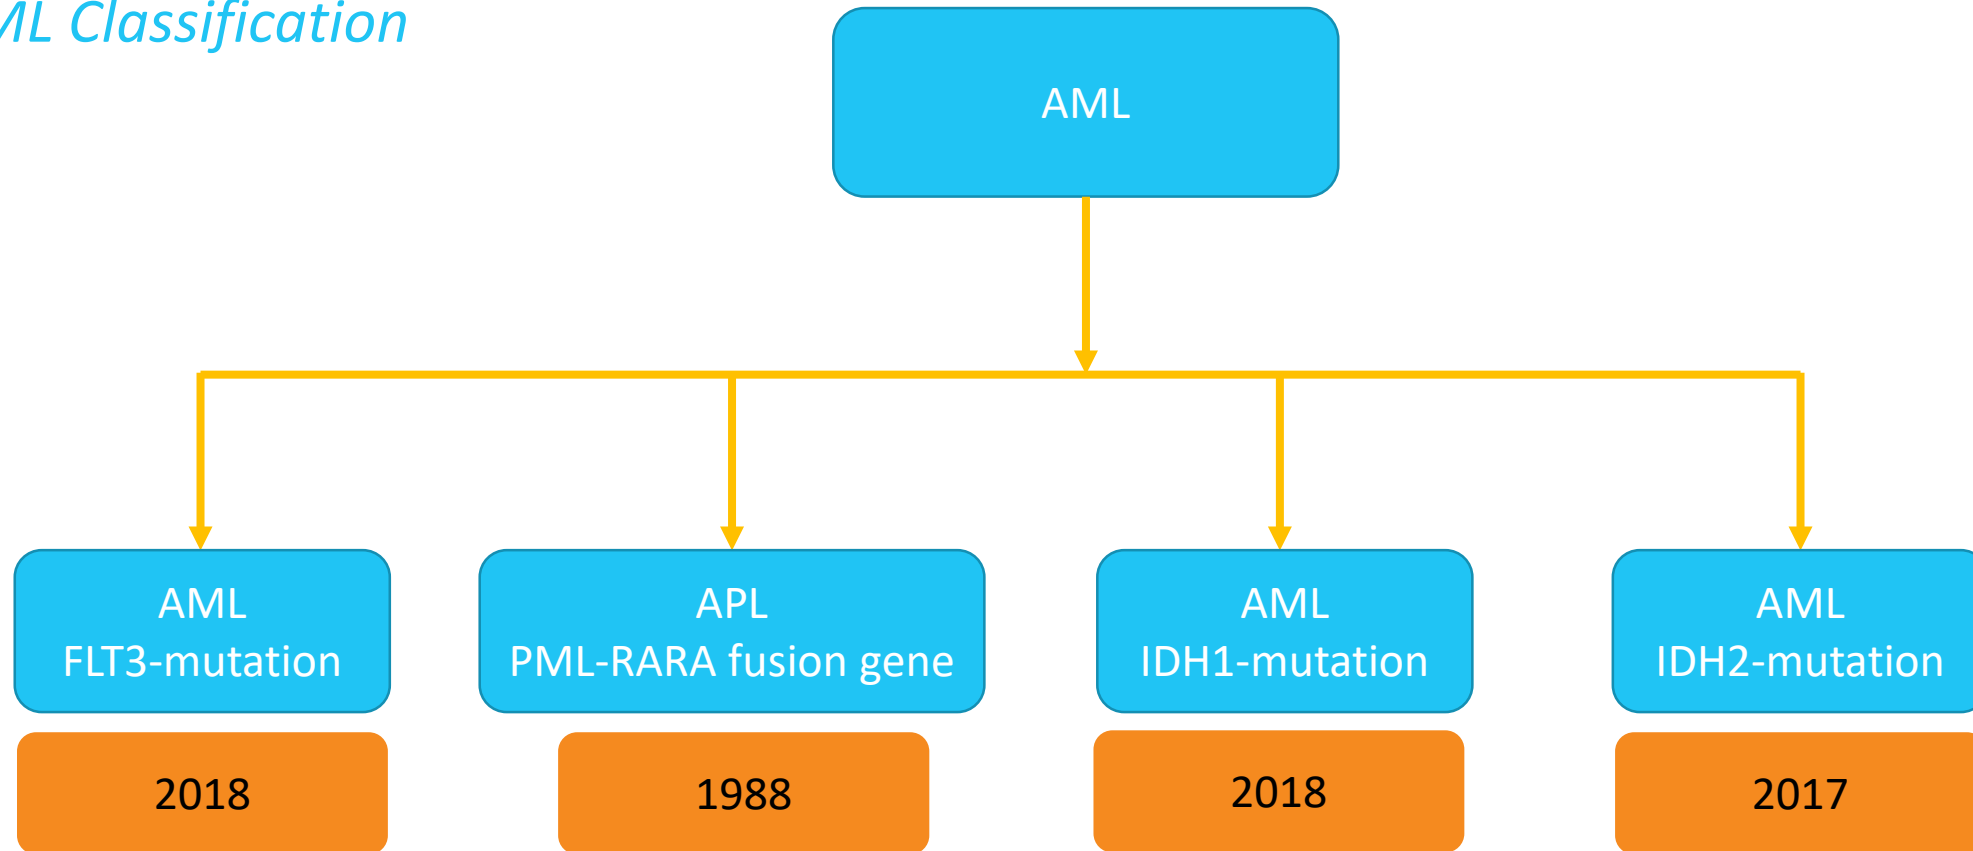 ML Classification
AML
AML
FLT3-mutation
APL
PML-RARA fusion gene
AML
IDH1-mutation
AML
IDH2-mutation
2018
1988
2018
2017